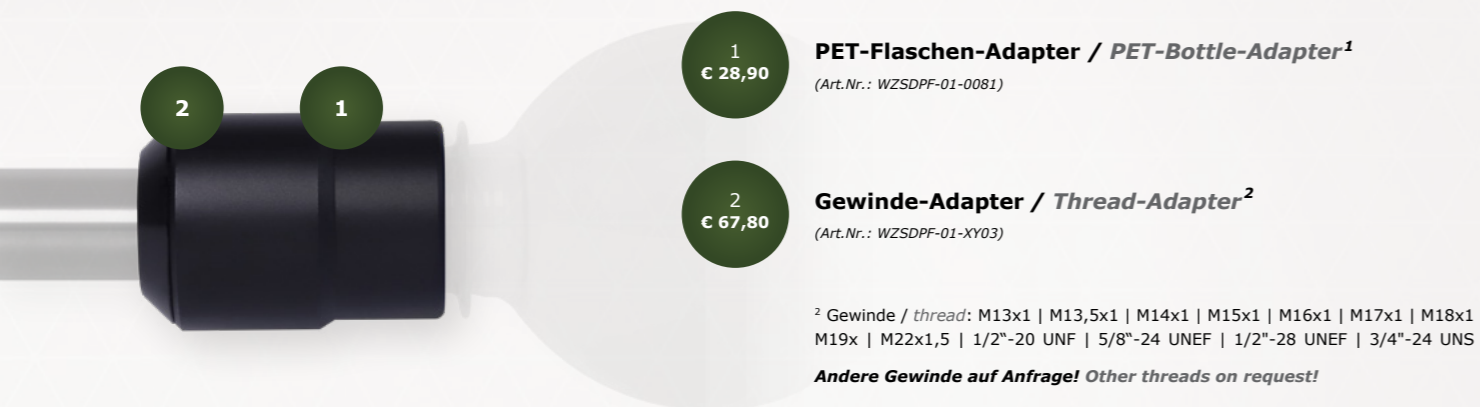 2
1
1
€ 28,90
PET-Flaschen-Adapter / PET-Bottle-Adapter¹
(Art.Nr.: WZSDPF-01-0081)
2
€ 67,80
Gewinde-Adapter / Thread-Adapter²
(Art.Nr.: WZSDPF-01-XY03)
² Gewinde / thread: M13x1 | M13,5x1 | M14x1 | M15x1 | M16x1 | M17x1 | M18x1
M19x | M22x1,5 | 1/2“-20 UNF | 5/8“-24 UNEF | 1/2"-28 UNEF | 3/4"-24 UNS
Andere Gewinde auf Anfrage! Other threads on request!